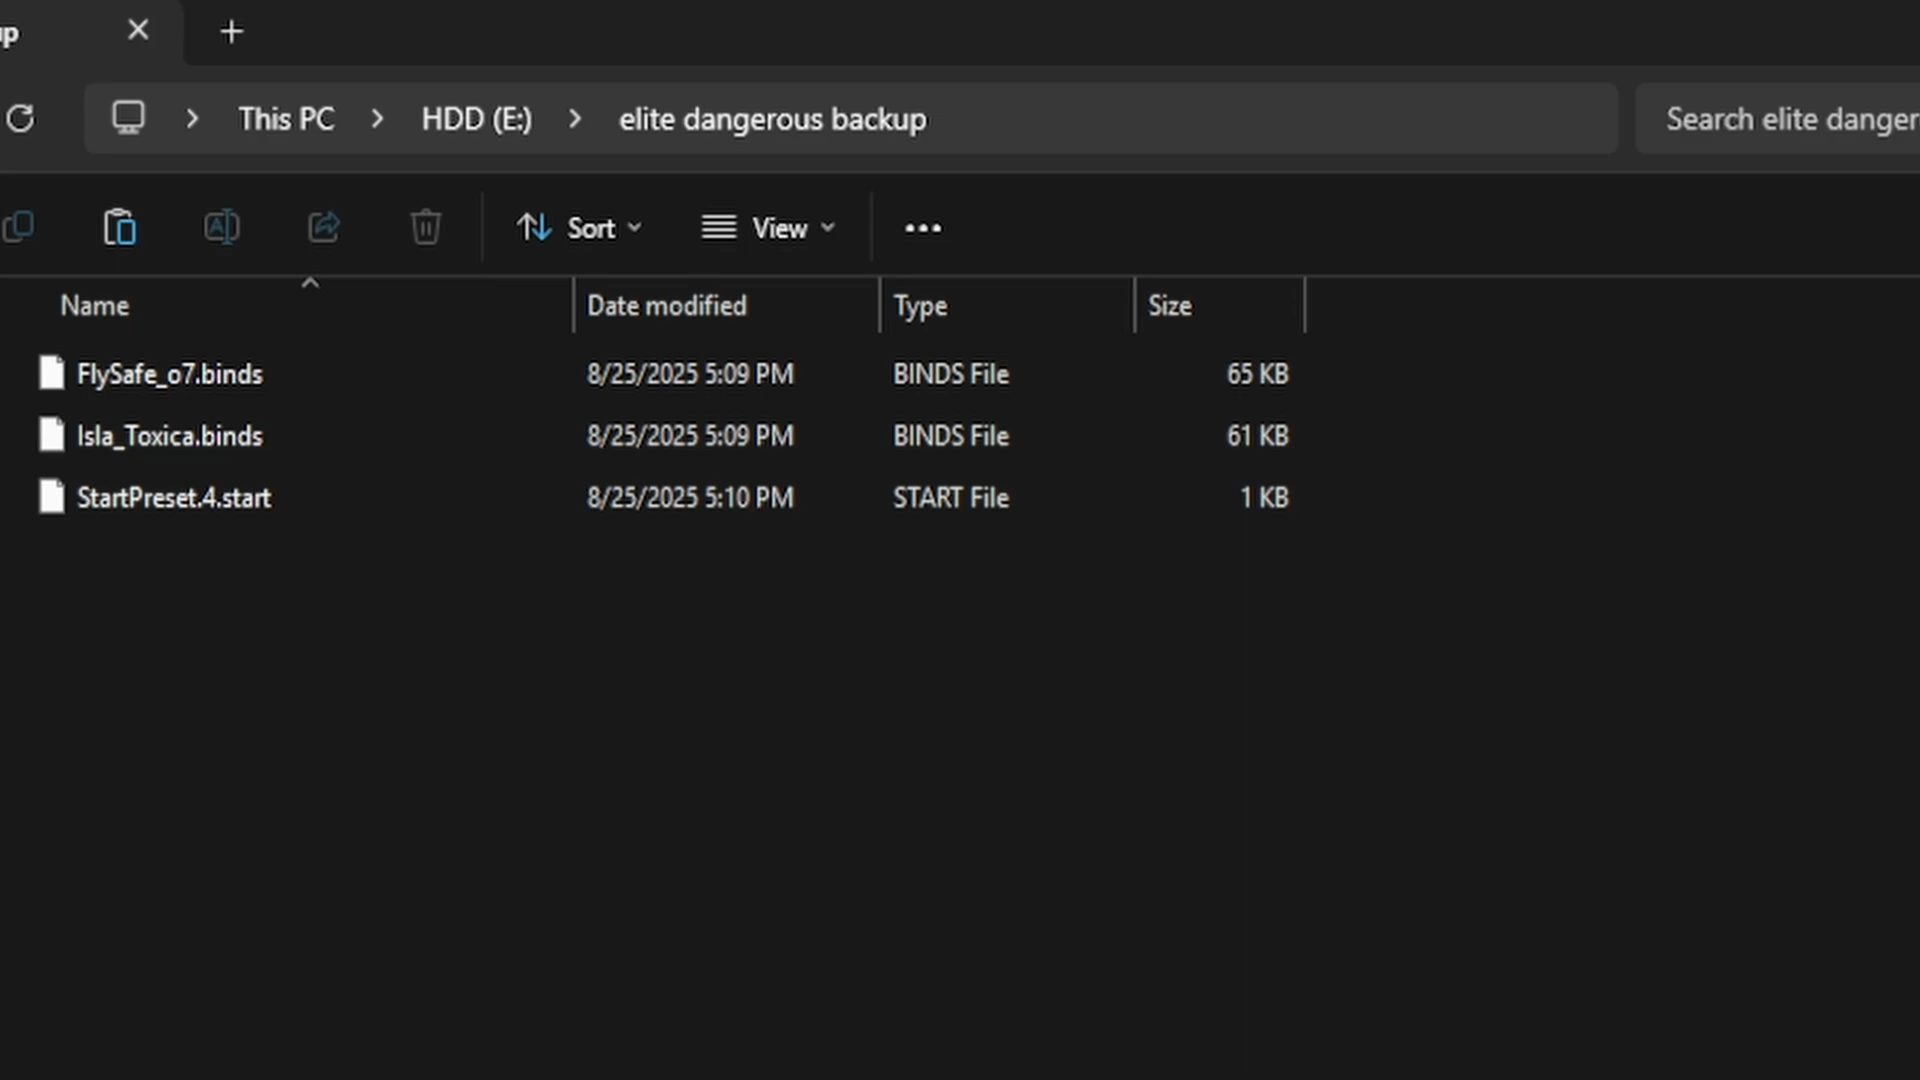 up
This PC HDD (E:) elite dangerous backup Search elite danger
Sort View
Name Date modified Type Size
FlySafe_o7.binds 8/25/2025 5:09 PM BINDS File 65 KB
Isla_Toxica.binds 8/25/2025 5:09 PM BINDS File 61 KB
StartPreset.4.start 8/25/2025 5:10 PM START File 1 KB